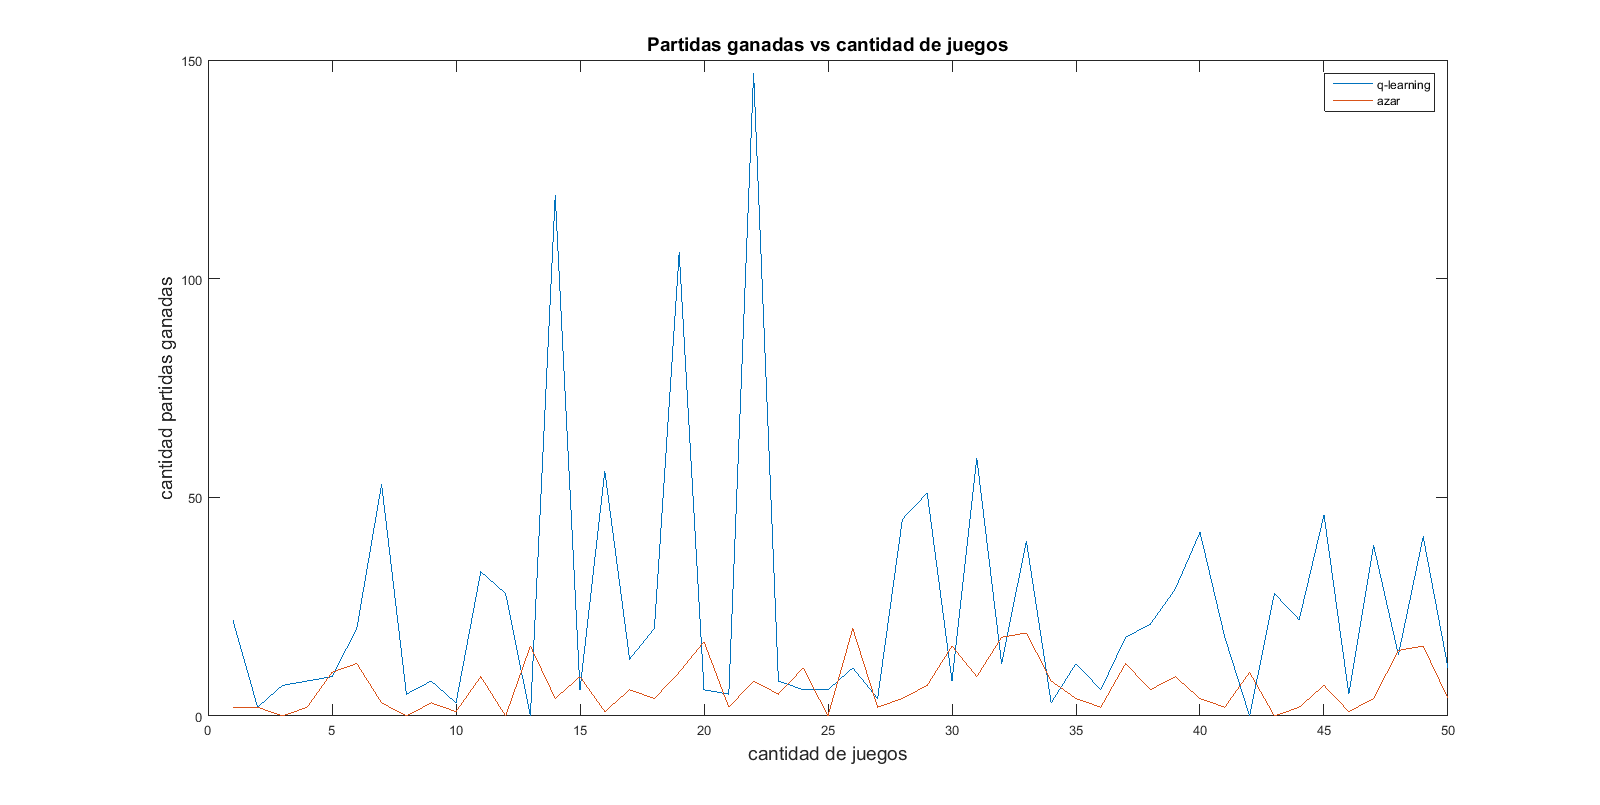 Partidas ganadas vs cantidad de juegos
q-learning
azar
cantidad partidas ganadas
150
100
50
0
0 5 10 15 20 25 30 35 40 45 50
cantidad de juegos